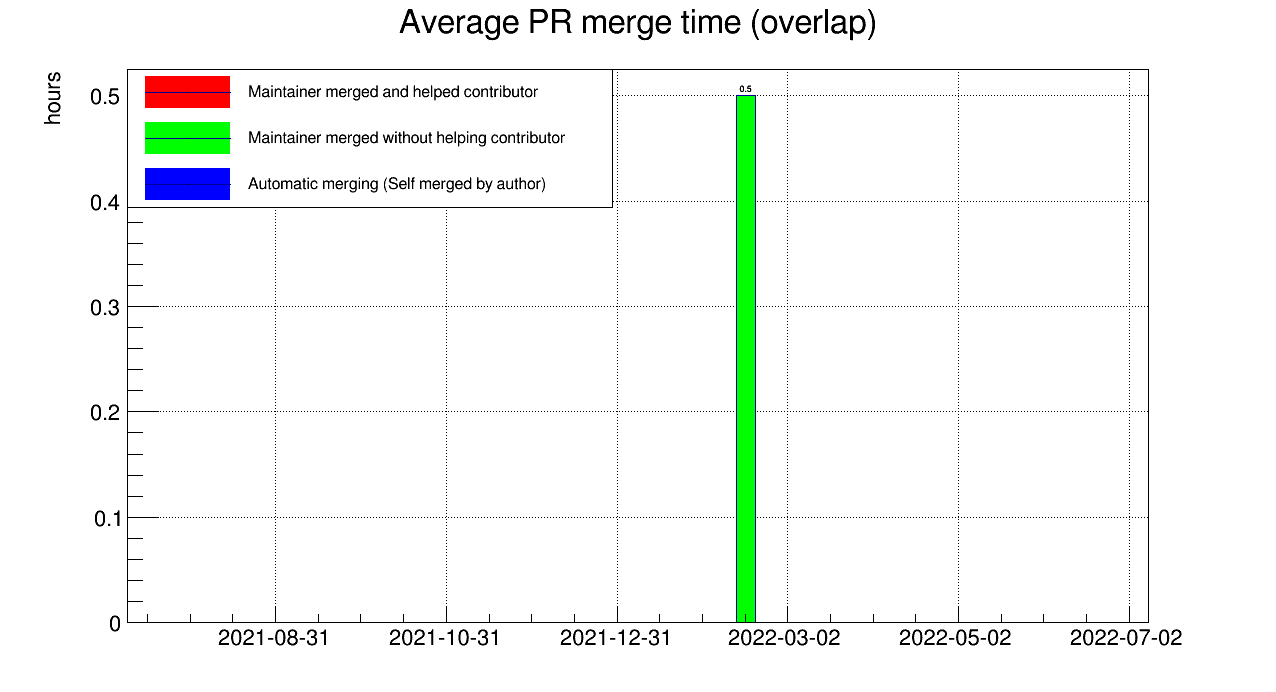 Average PR merge time (overlap)
hours
Maintainer merged and helped contributor
Maintainer merged without helping contributor
Automatic merging (Self merged by author)
0.5
0.5
0.4
0.3
0.2
0.1
0
2021-08-31 2021-10-31 2021-12-31 2022-03-02 2022-05-02 2022-07-02